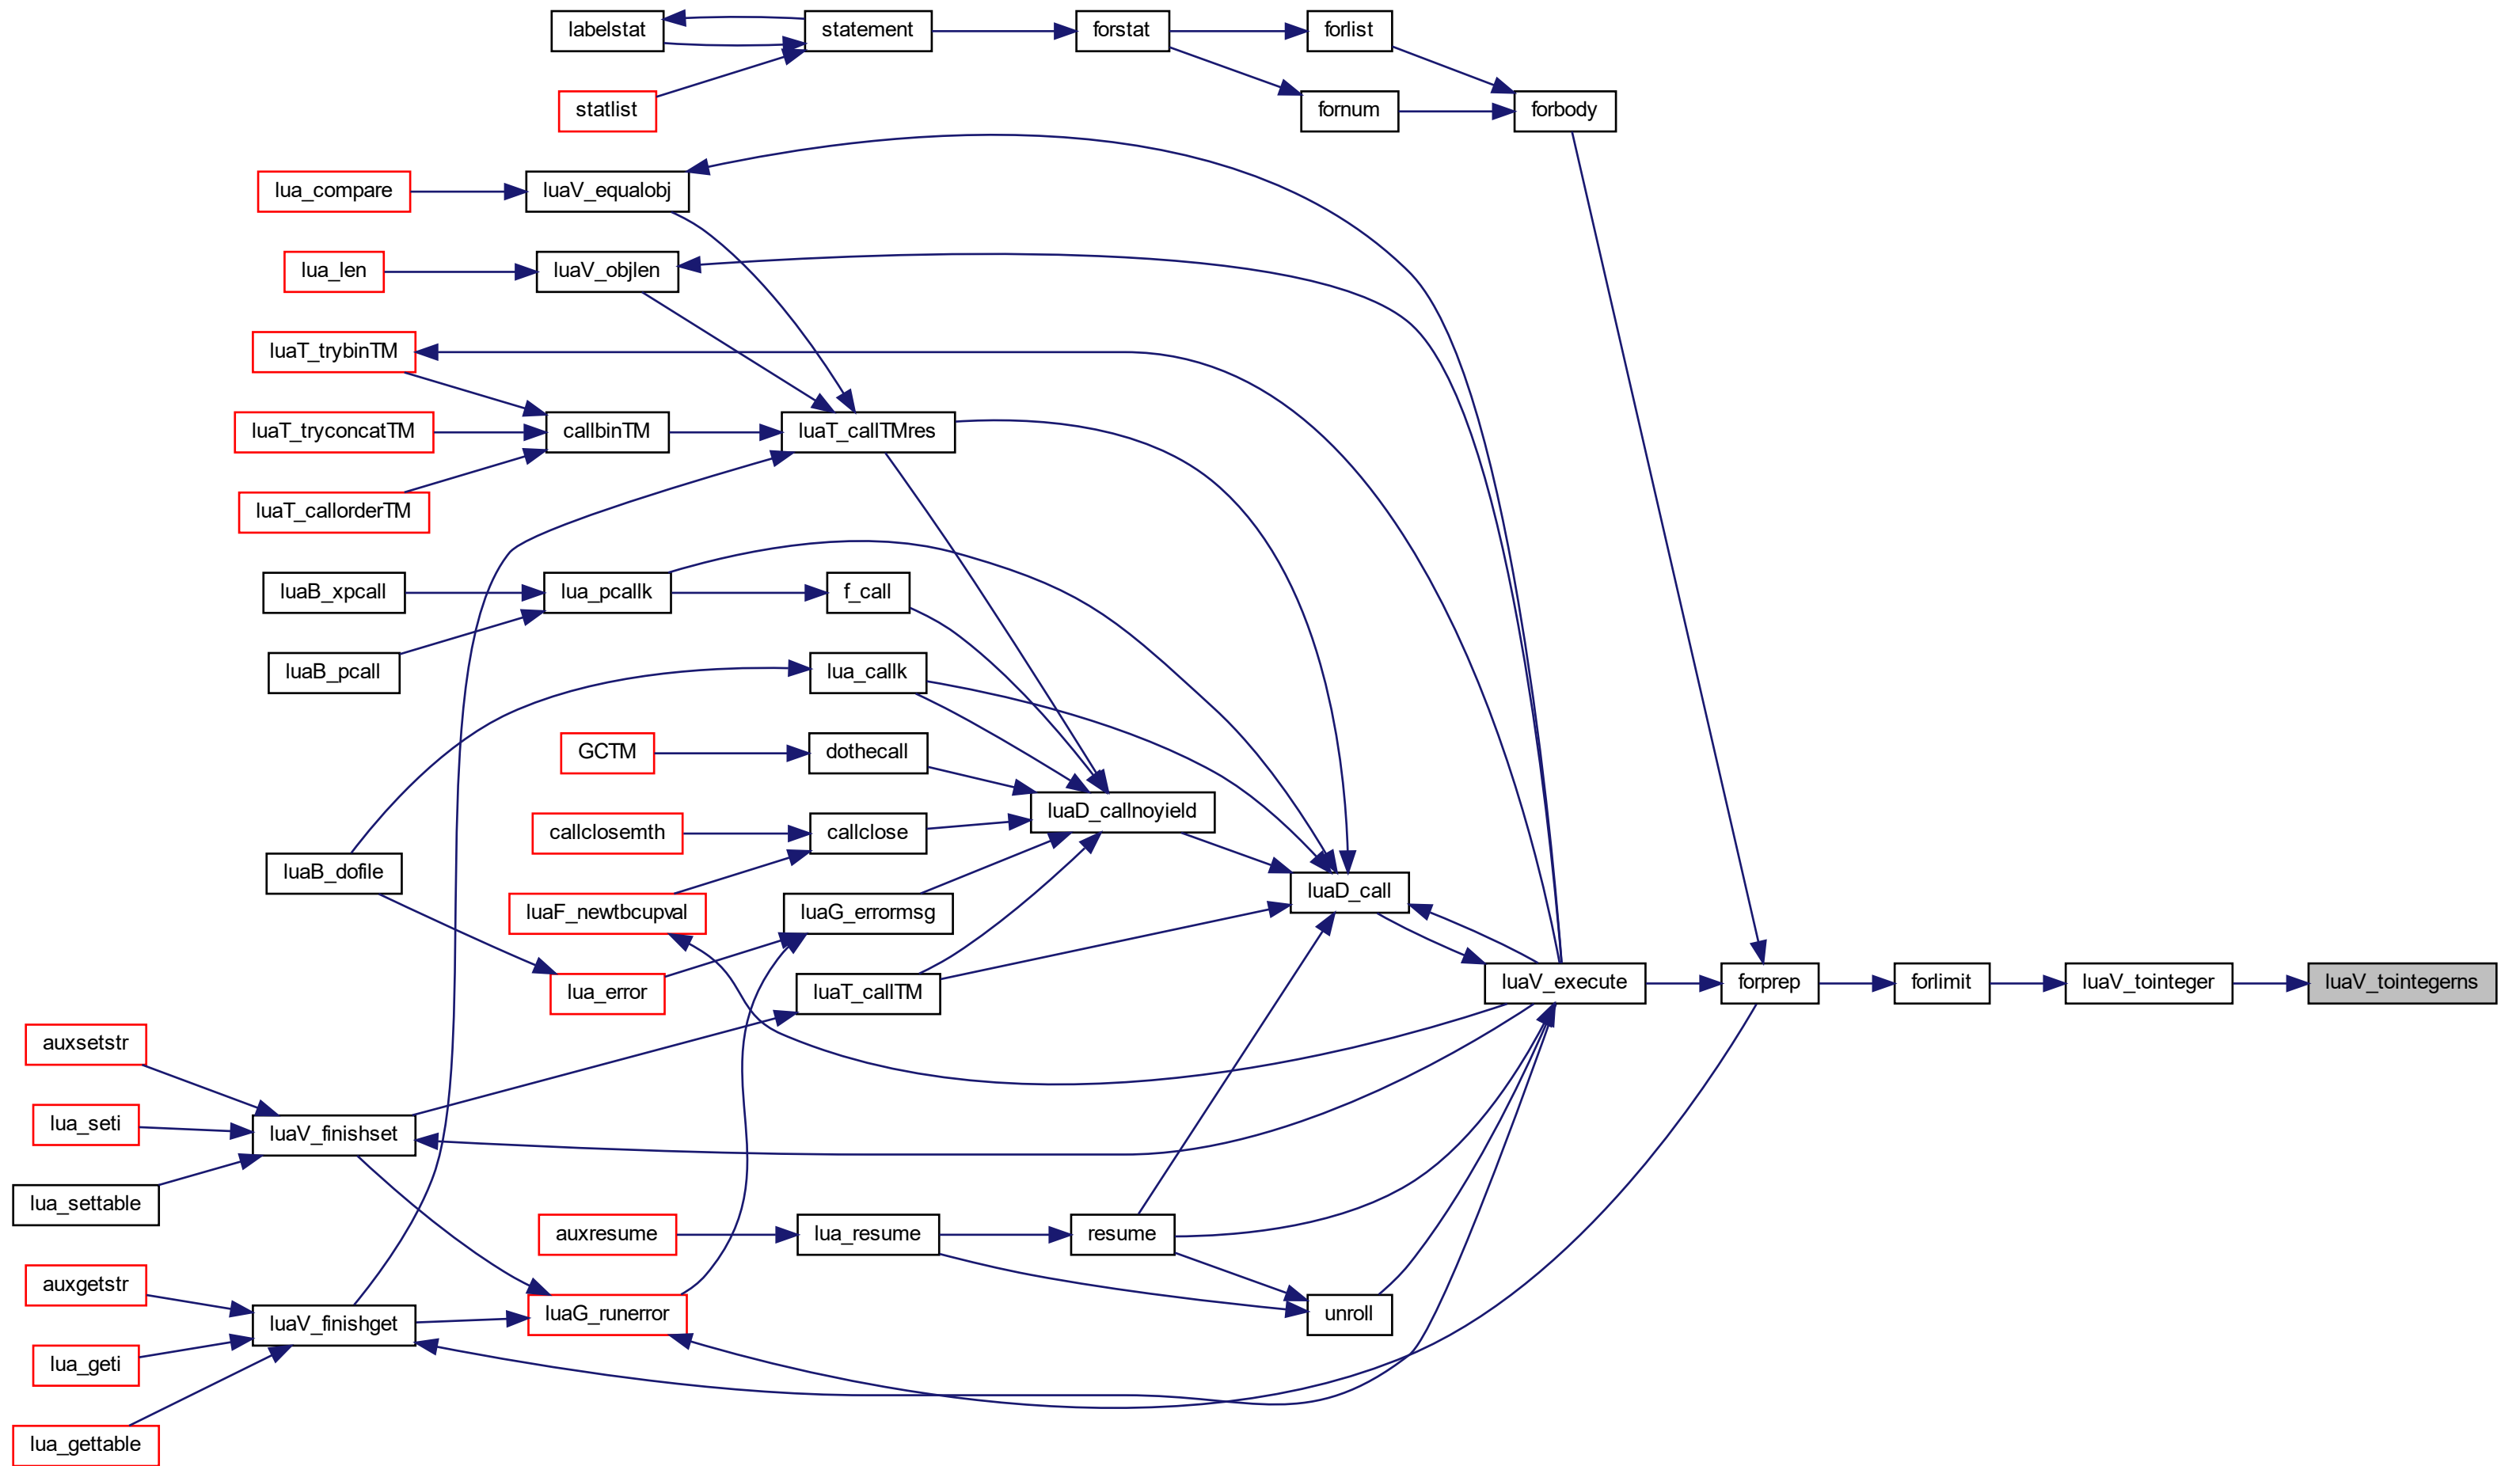 labelstat
statement
forstat
forlist
statlist
fornum
forbody
lua_compare
luaV_equalobj
lua_len
luaV_objlen
luaT_trybinTM
luaT_tryconcatTM
callbinTM
luaT_callTMres
luaT_callorderTM
luaB_xpcall
lua_pcallk
f_call
luaB_pcall
lua_callk
GCTM
dothecall
luaD_callnoyield
callclosemth
callclose
luaB_dofile
luaD_call
luaF_newtbcupval
luaG_errormsg
lua_error
luaT_callTM
luaV_execute
forprep
forlimit
luaV_tointeger
luaV_tointegerns
auxsetstr
lua_seti
luaV_finishset
lua_settable
auxresume
lua_resume
resume
auxgetstr
luaV_finishget
luaG_runerror
unroll
lua_geti
lua_gettable